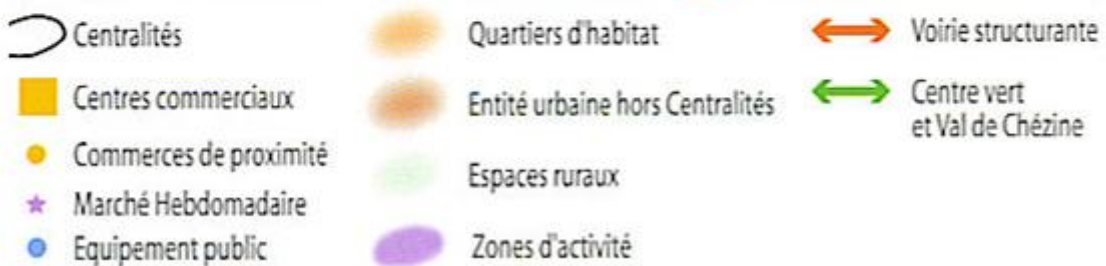 Centralités
Centres commerciaux
Commerces de proximité
Marché Hebdomadaire
Equipement public
Quartiers d'habitat
Entité urbaine hors Centralités
Espaces ruraux
Zones d'activité
Voirie structurante
Centre vert
et Val de Chézine